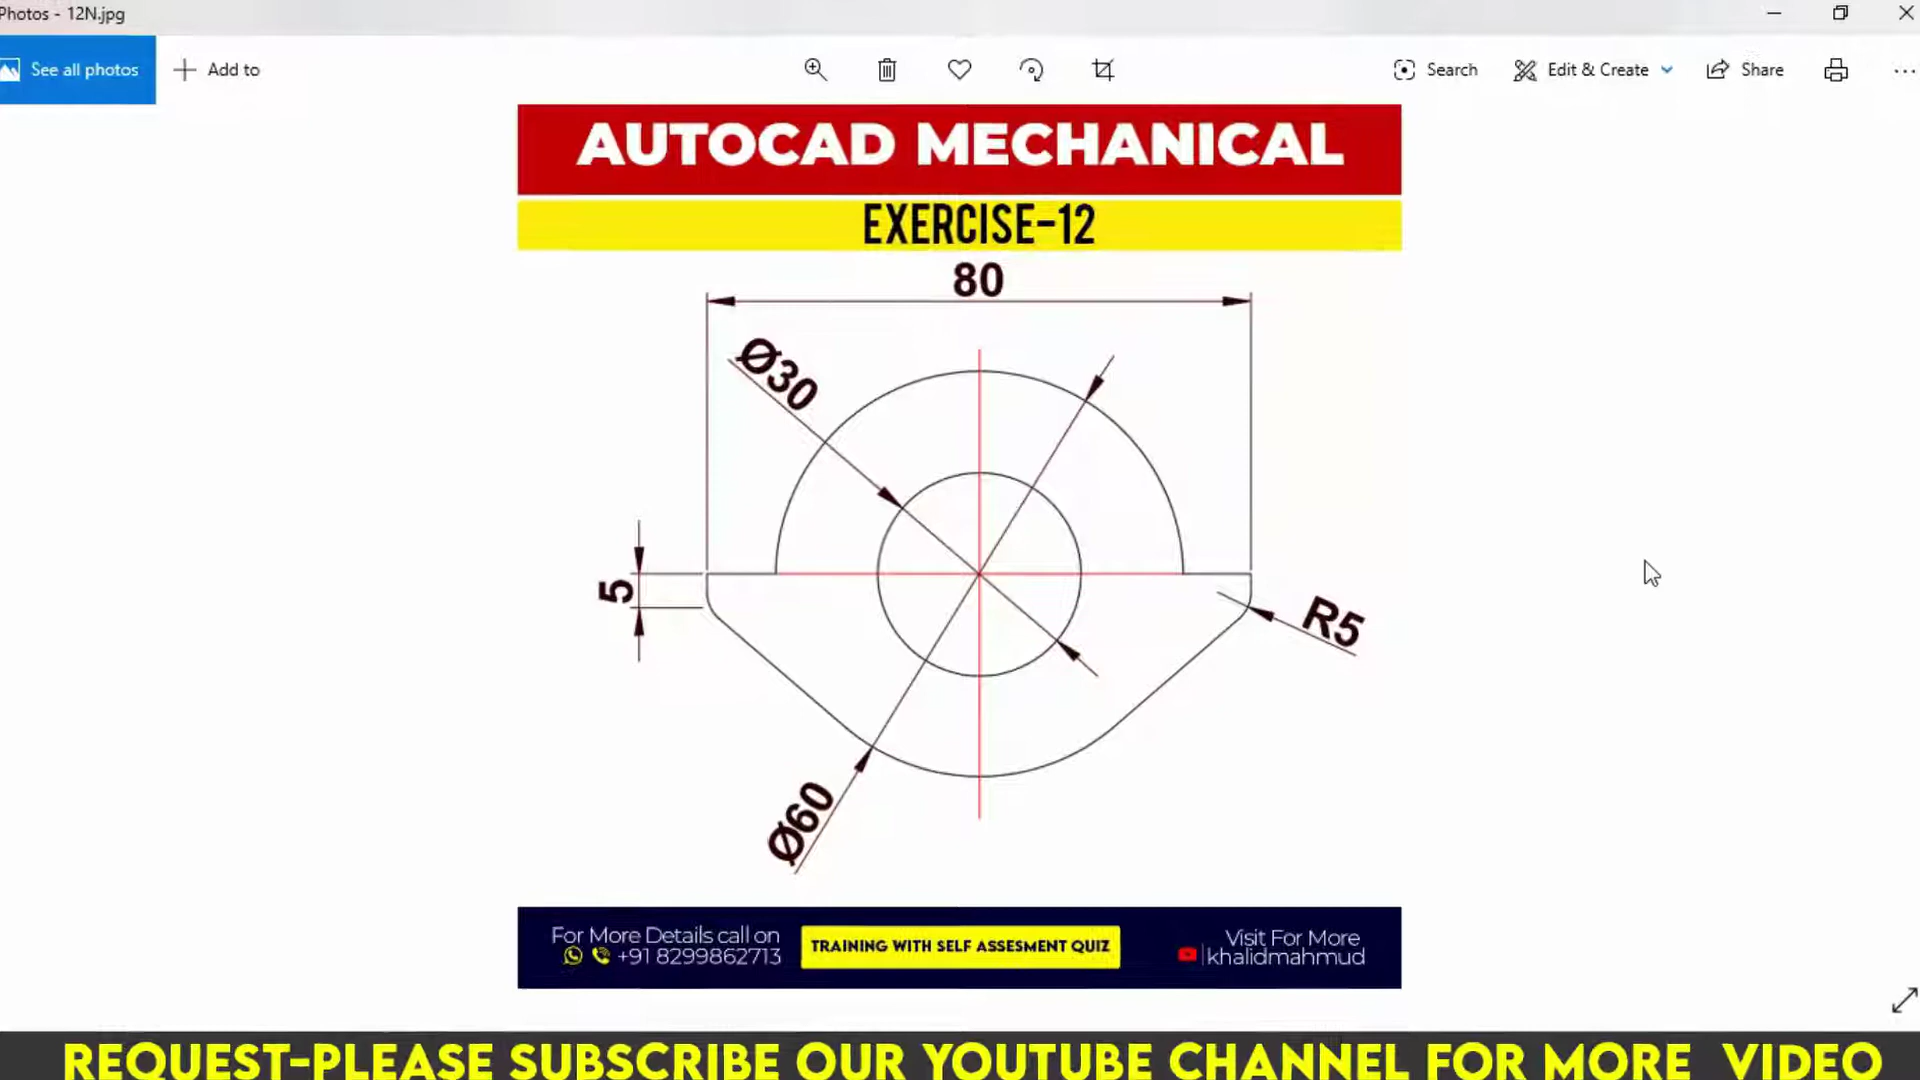 Photos - 12N.jpg
See all photos
Add to
Search
Edit & Create
Share
AUTOCAD MECHANICAL
EXERCISE-12
80
Ø30
5
R5
Ø60
For More Details call on
+91 8299862713
TRAINING WITH SELF ASSESMENT QUIZ
Visit For More
khalidmahmud
REQUEST-PLEASE SUBSCRIBE OUR YOUTUBE CHANNEL FOR MORE VIDEO